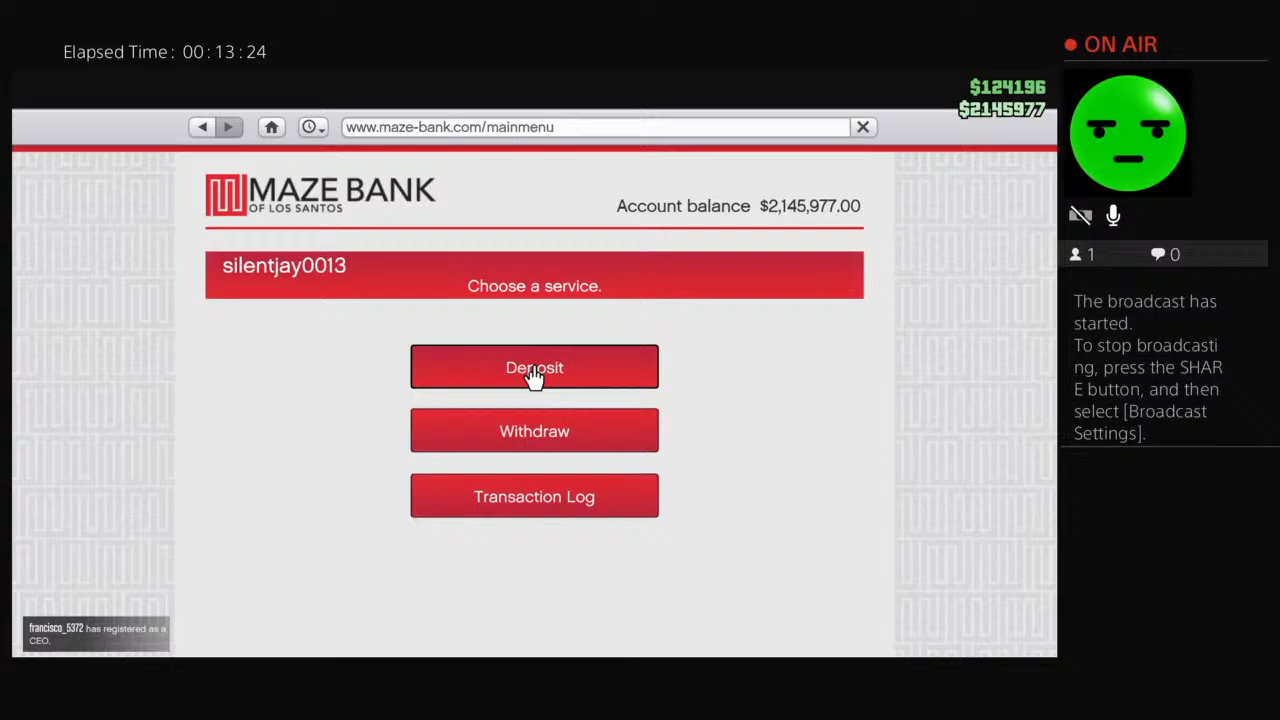 Elapsed Time: 00:13:24
ON AIR
$124196
$2145977
www.maze-bank.com/mainmenu
MAZE BANK
OF LOS SANTOS
Account balance $2,145,977.00
silentjay0013
Choose a service.
Deposit
Withdraw
Transaction Log
francisco_5372 has registered as a
CEO.
1 0
The broadcast has
started.
To stop broadcasti
ng, press the SHAR
E button, and then
select [Broadcast
Settings].